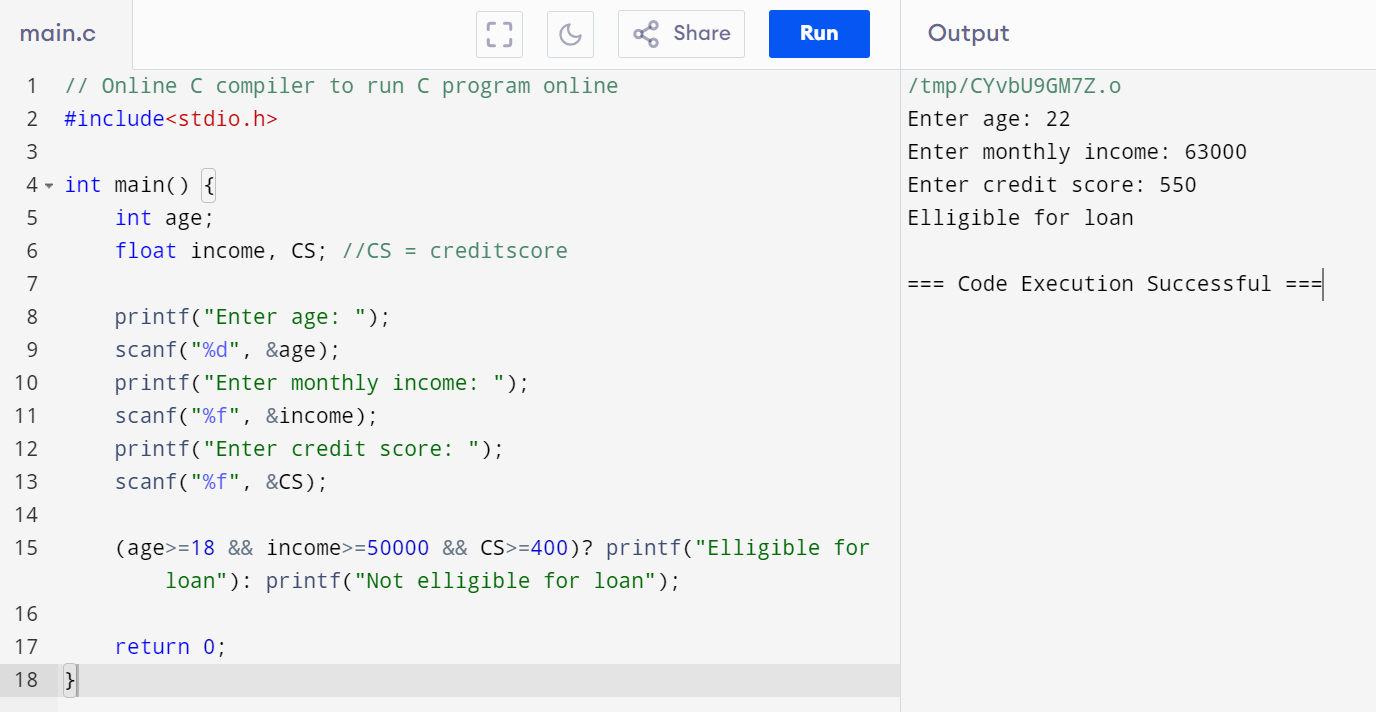 main.c
Share
Run
Output
1 // Online C compiler to run C program online
2 #include<stdio.h>
3
4 int main() {
5     int age;
6     float income, CS; //CS = creditscore
7
8     printf("Enter age: ");
9     scanf("%d", &age);
10     printf("Enter monthly income: ");
11     scanf("%f", &income);
12     printf("Enter credit score: ");
13     scanf("%f", &CS);
14
15     (age>=18 && income>=50000 && CS>=400)? printf("Elligible for
        loan"): printf("Not elligible for loan");
16
17     return 0;
18 }
/tmp/CYvbU9GM7Z.o
Enter age: 22
Enter monthly income: 63000
Enter credit score: 550
Elligible for loan
=== Code Execution Successful ===